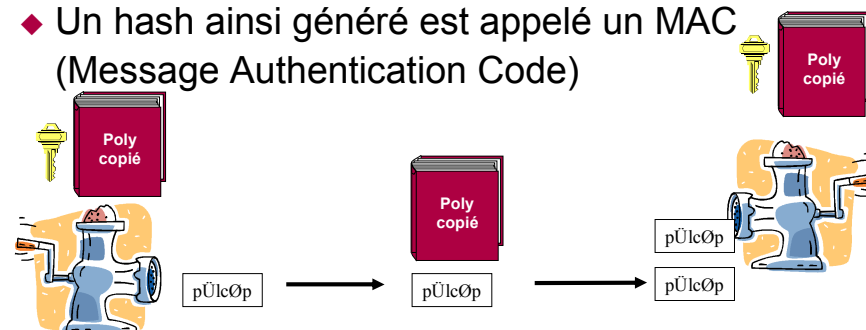 Un hash ainsi généré est appelé un MAC
(Message Authentication Code)
Poly
copié
Poly
copié
Poly
copié
pÜlcØp
pÜlcØp
pÜlcØp
pÜlcØp